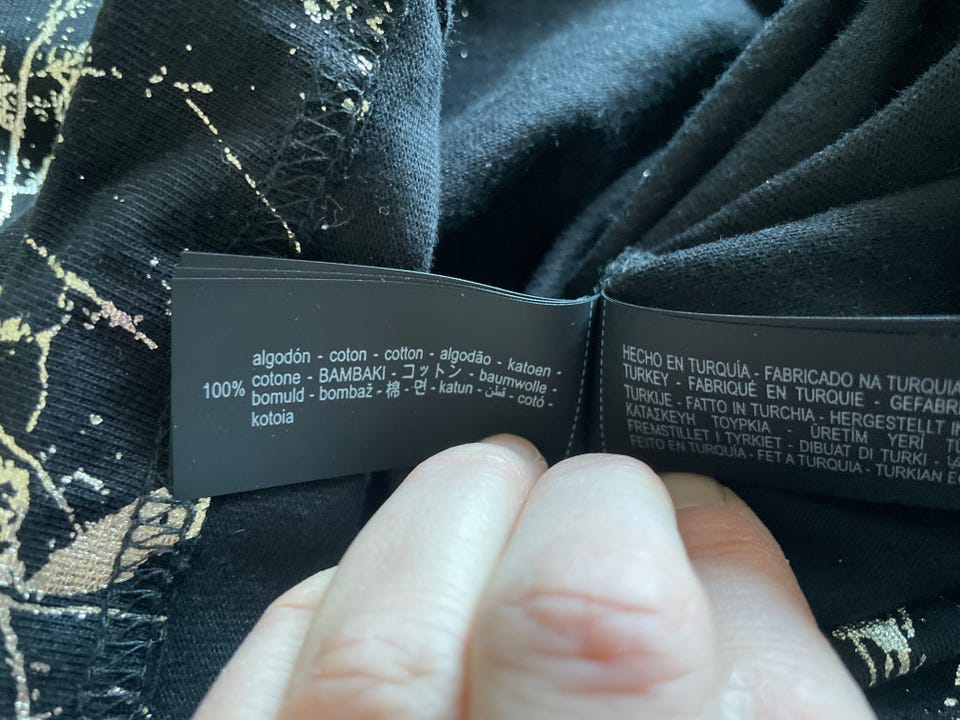 algodón - coton - cotton - algodão - katoen -
100% cotone - BAMBAKI - コットン - baumwolle -
bomuld - bombaž - 棉 - 면 - katun - قطن - cotó -
kotoia
HECHO EN TURQUÍA - FABRICADO NA TURQUIA
TURKEY - FABRIQUÉ EN TURQUIE -
TURKIJE - FATTO IN TURCHIA - HERGESTELLT
ΚΑΤΑΣΚΕΥΗ ΤΟΥΡΚΙΑ - ÜRETİM YERİ
FREMSTILLET I TYRKIET - DIBUAT DI TURKI -
FEITO EN TURQUÍA - FET A TURQUIA - TURKIAN